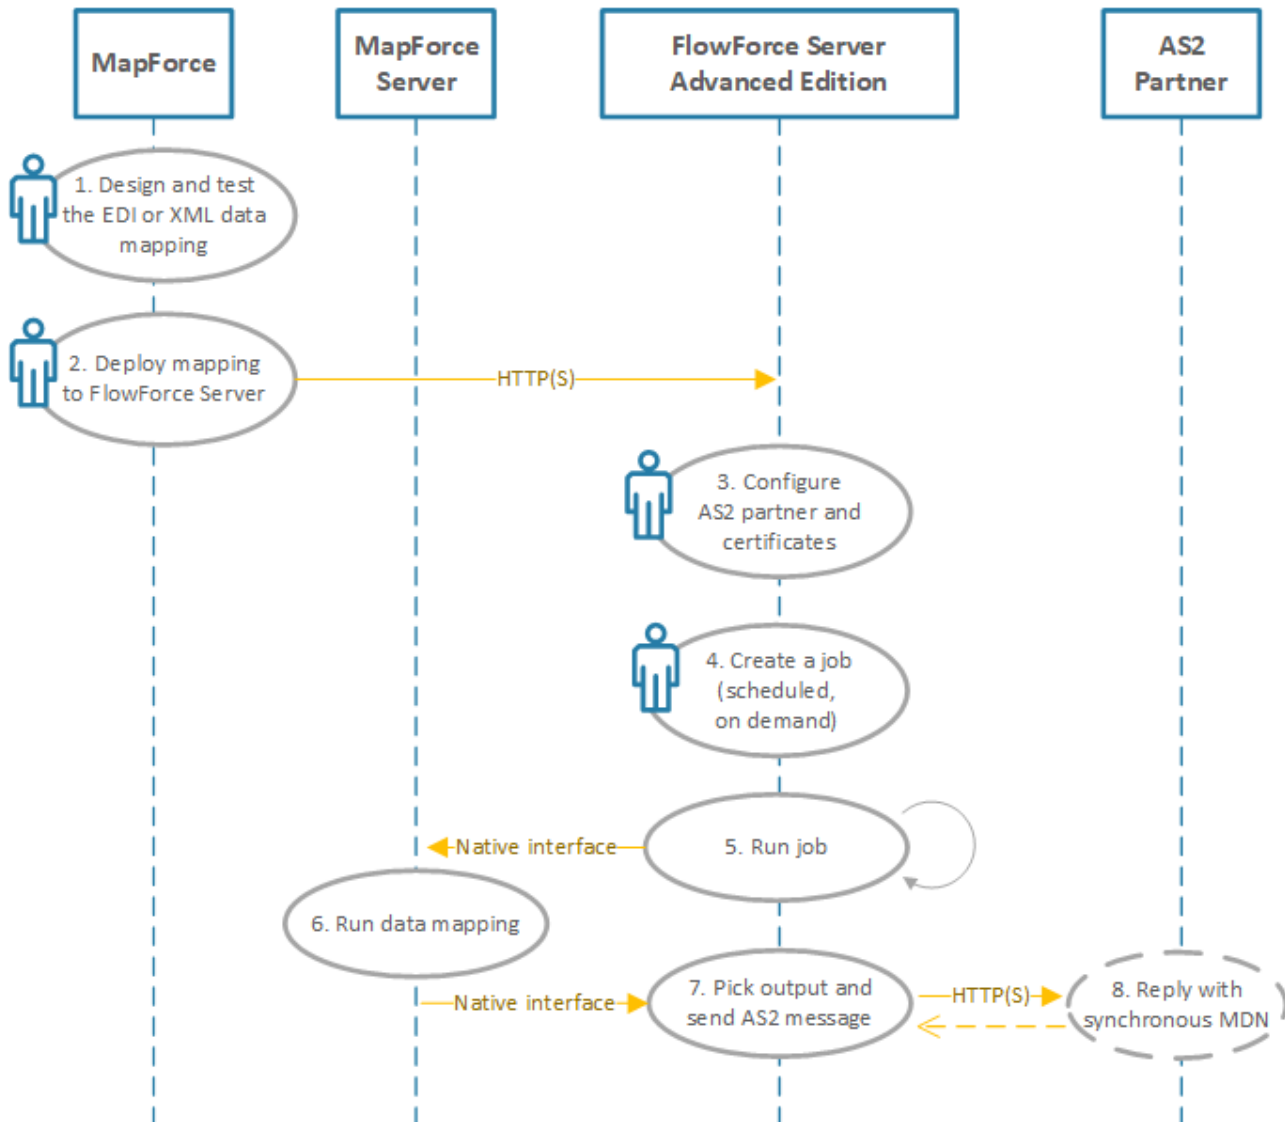 MapForce
MapForce
Server
FlowForce Server
Advanced Edition
AS2
Partner
1. Design and test
the EDI or XML data
mapping
2. Deploy mapping
to FlowForce Server
HTTP(S)
3. Configure
AS2 partner and
certificates
4. Create a job
(scheduled,
on demand)
Native interface
5. Run job
6. Run data mapping
Native interface
7. Pick output and
send AS2 message
HTTP(S)
8. Reply with
synchronous MDN